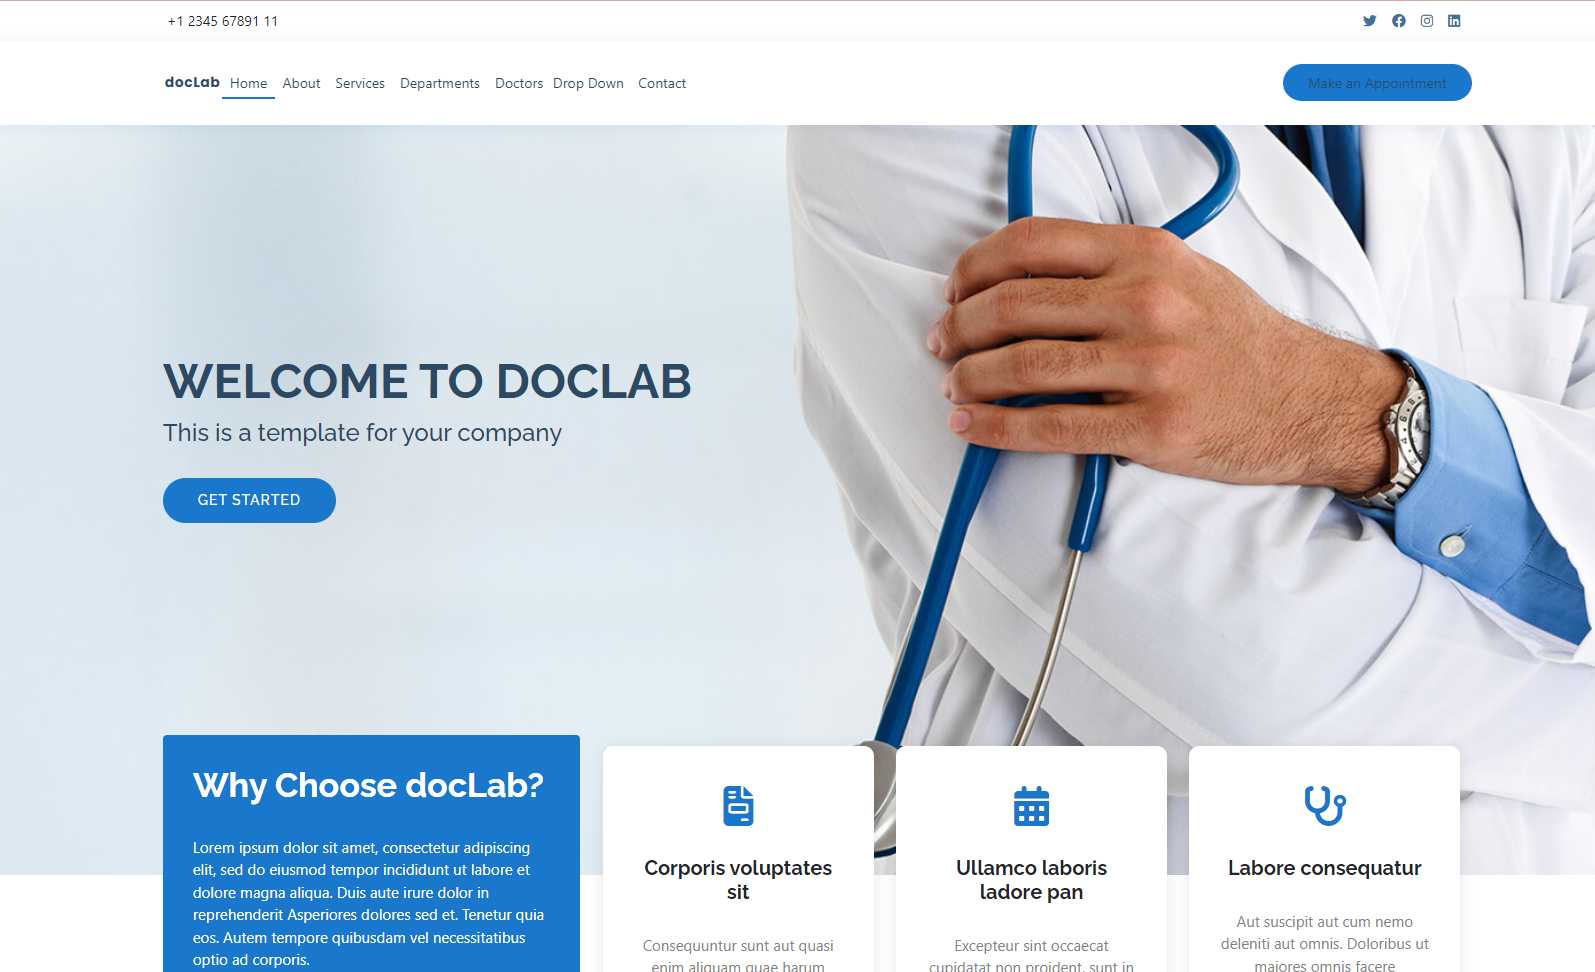 +1 2345 67891 11
docLab Home About Services Departments Doctors Drop Down Contact Make an Appointment
WELCOME TO DOCLAB
This is a template for your company
GET STARTED
Why Choose docLab?
Lorem ipsum dolor sit amet, consectetur adipiscing
elit, sed do eiusmod tempor incididunt ut labore et
dolore magna aliqua. Duis aute irure dolor in
reprehenderit Asperiores dolores sed et. Tenetur quia
eos. Autem tempore quibusdam vel necessitatibus
optio ad corporis.
Corporis voluptates
sit
Consequuntur sunt aut quasi
enim aliquam quae harum
Ullamco laboris
ladore pan
Excepteur sint occaecat
cupidatat non proident, sunt in
Labore consequatur
Aut suscipit aut cum nemo
deleniti aut omnis. Doloribus ut
maiores omnis facere